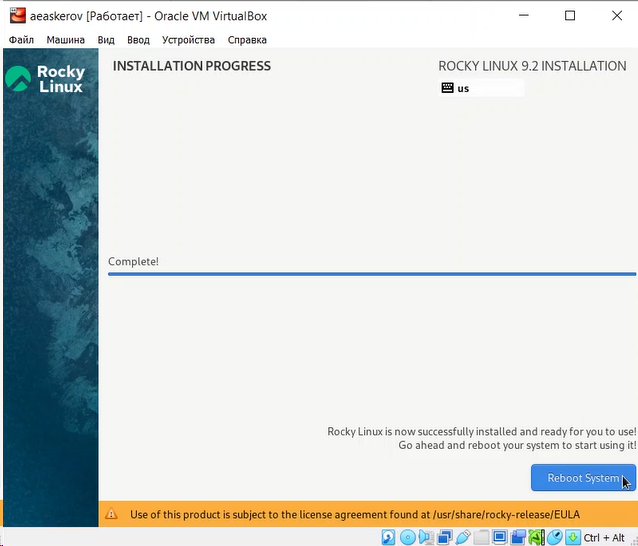 aeaskerov [Работает] - Oracle VM VirtualBox
Файл Машина Вид Ввод Устройства Справка
Rocky
Linux
INSTALLATION PROGRESS
ROCKY LINUX 9.2 INSTALLATION
us
Complete!
Rocky Linux is now successfully installed and ready for you to use!
Go ahead and reboot your system to start using it!
Reboot System
Use of this product is subject to the license agreement found at /usr/share/rocky-release/EULA
Ctrl + Alt